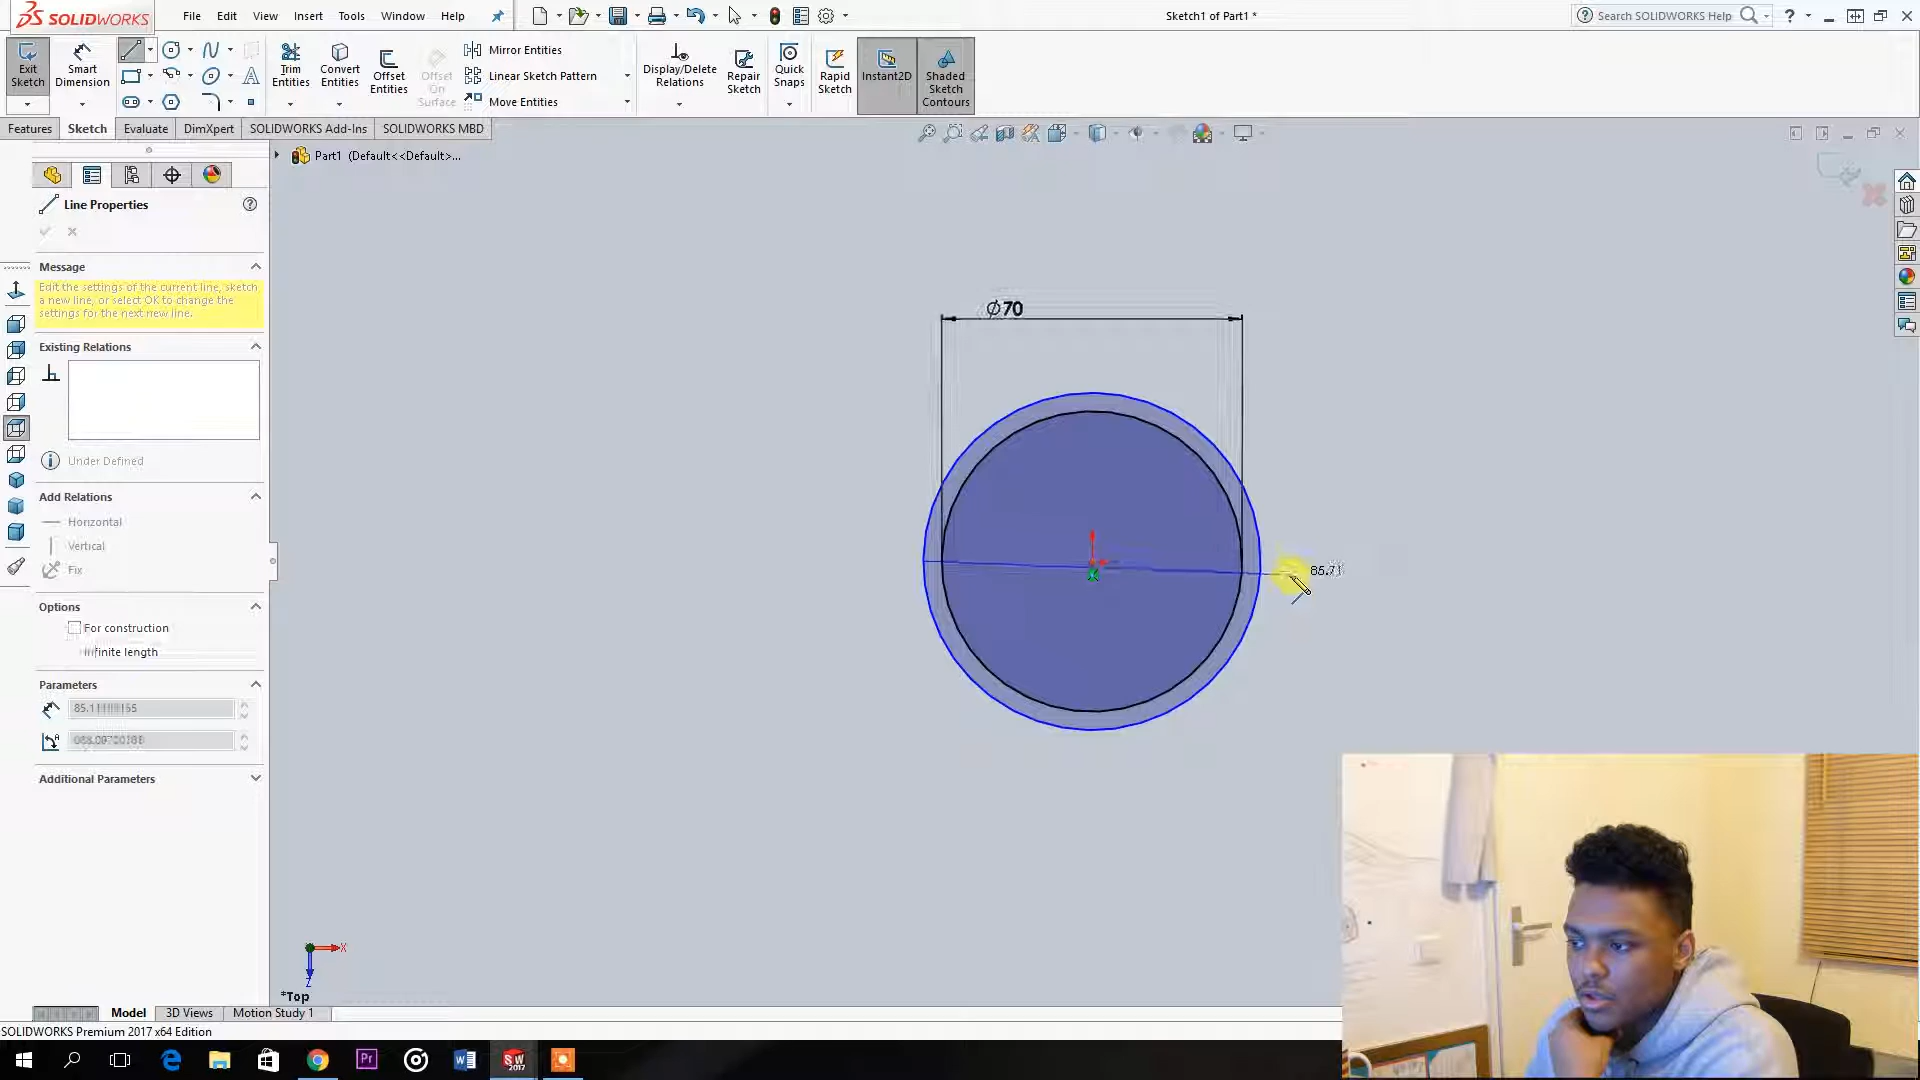 SOLIDWORKS
File Edit View Insert Tools Window Help
Sketch1 of Part1 *
Search SOLIDWORKS Help
Exit Sketch
Smart Dimension
Trim Entities
Convert Entities
Offset Entities
Offset On Surface
Mirror Entities
Linear Sketch Pattern
Move Entities
Display/Delete Relations
Repair Sketch
Quick Snaps
Rapid Sketch
Instant2D
Shaded Sketch Contours
Features Sketch Evaluate DimXpert SOLIDWORKS Add-Ins SOLIDWORKS MBD
Part1 (Default<<Default>...
Line Properties
Message
Edit the settings of the current line, sketch
a new line, or select OK to change the
settings for the next new line.
Existing Relations
Under Defined
Add Relations
Horizontal
Vertical
Fix
Options
For construction
Infinite length
Parameters
Additional Parameters
Ø70
85.71
X
Z
*Top
Model 3D Views Motion Study 1
SOLIDWORKS Premium 2017 x64 Edition
Pr
SW
2017